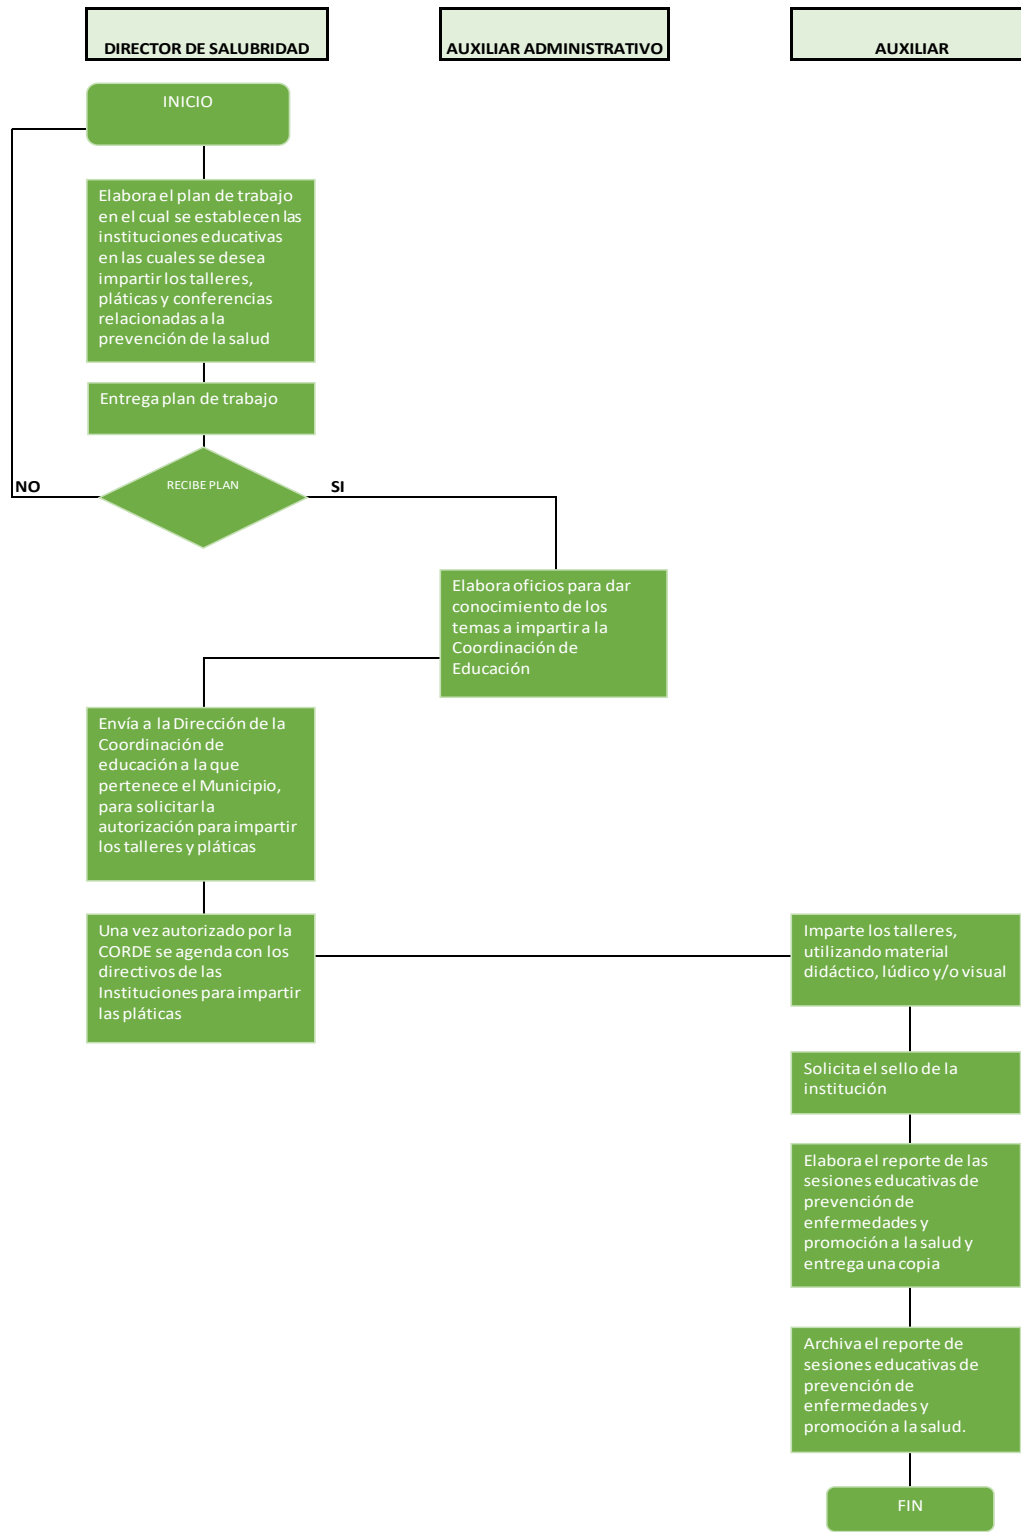 DIRECTOR DE SALUBRIDAD
AUXILIAR ADMINISTRATIVO
AUXILIAR
INICIO
Elabora el plan de trabajo
en el cual se establecen las
instituciones educativas
en las cuales se desea
impartir los talleres,
pláticas y conferencias
relacionadas a la
prevención de la salud
Entrega plan de trabajo
RECIBE PLAN
NO
SI
Elabora oficios para dar
conocimiento de los
temas a impartir a la
Coordinación de
Educación
Envía a la Dirección de la
Coordinación de
educación a la que
pertenece el Municipio,
para solicitar la
autorización para impartir
los talleres y pláticas
Una vez autorizado por la
CORDE se agenda con los
directivos de las
Instituciones para impartir
las pláticas
Imparte los talleres,
utilizando material
didáctico, lúdico y/o visual
Solicita el sello de la
institución
Elabora el reporte de las
sesiones educativas de
prevención de
enfermedades y
promoción a la salud y
entrega una copia
Archiva el reporte de
sesiones educativas de
prevención de
enfermedades y
promoción a la salud.
FIN